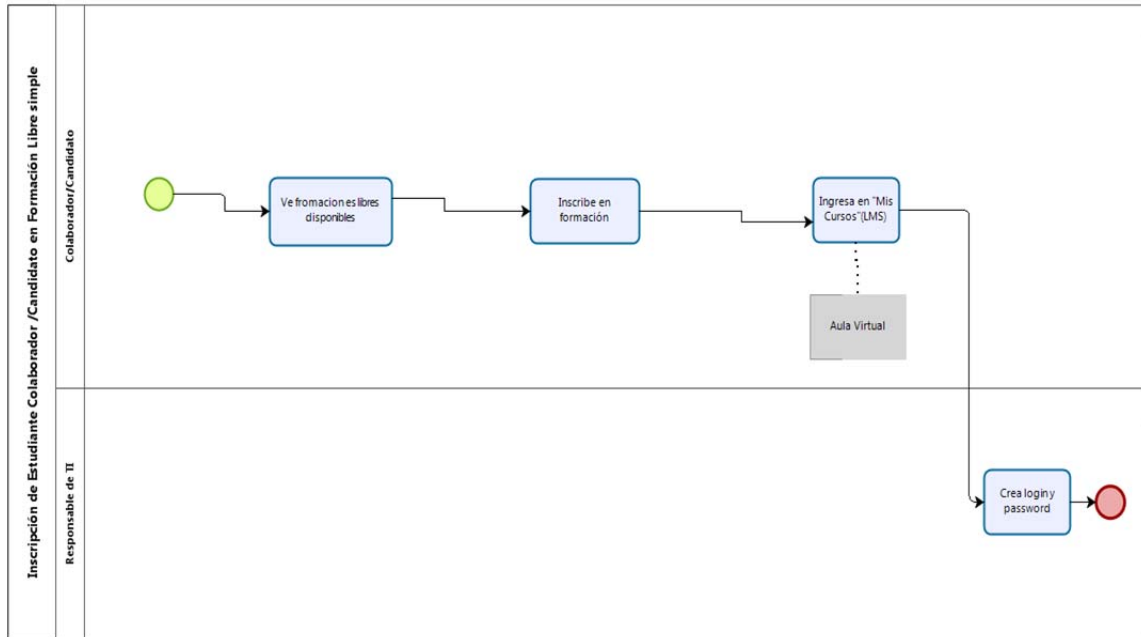 Inscripción de Estudiante Colaborador /Candidato en Formación Libre simple
Colaborador/Candidato
Ve fromaciones libres
disponibles
Inscribe en
formación
Ingresa en "Mis
Cursos"(LMS)
Aula Virtual
Responsable de TI
Crea login y
password